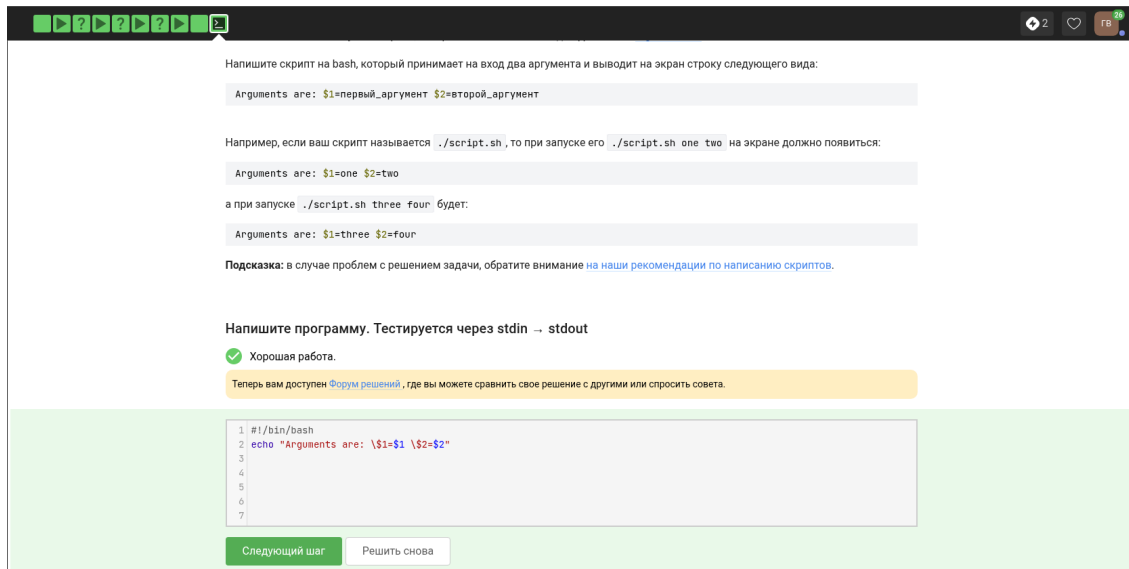 2
ГВ
26
Напишите скрипт на bash, который принимает на вход два аргумента и выводит на экран строку следующего вида:
Arguments are: $1=первый_аргумент $2=второй_аргумент
Например, если ваш скрипт называется ./script.sh , то при запуске его ./script.sh one two на экране должно появиться:
Arguments are: $1=one $2=two
а при запуске ./script.sh three four будет:
Arguments are: $1=three $2=four
Подсказка: в случае проблем с решением задачи, обратите внимание на наши рекомендации по написанию скриптов.
Напишите программу. Тестируется через stdin → stdout
Хорошая работа.
Теперь вам доступен Форум решений , где вы можете сравнить свое решение с другими или спросить совета.
1 #!/bin/bash
2 echo "Arguments are: \$1=$1 \$2=$2"
3
4
5
6
7
Следующий шаг Решить снова